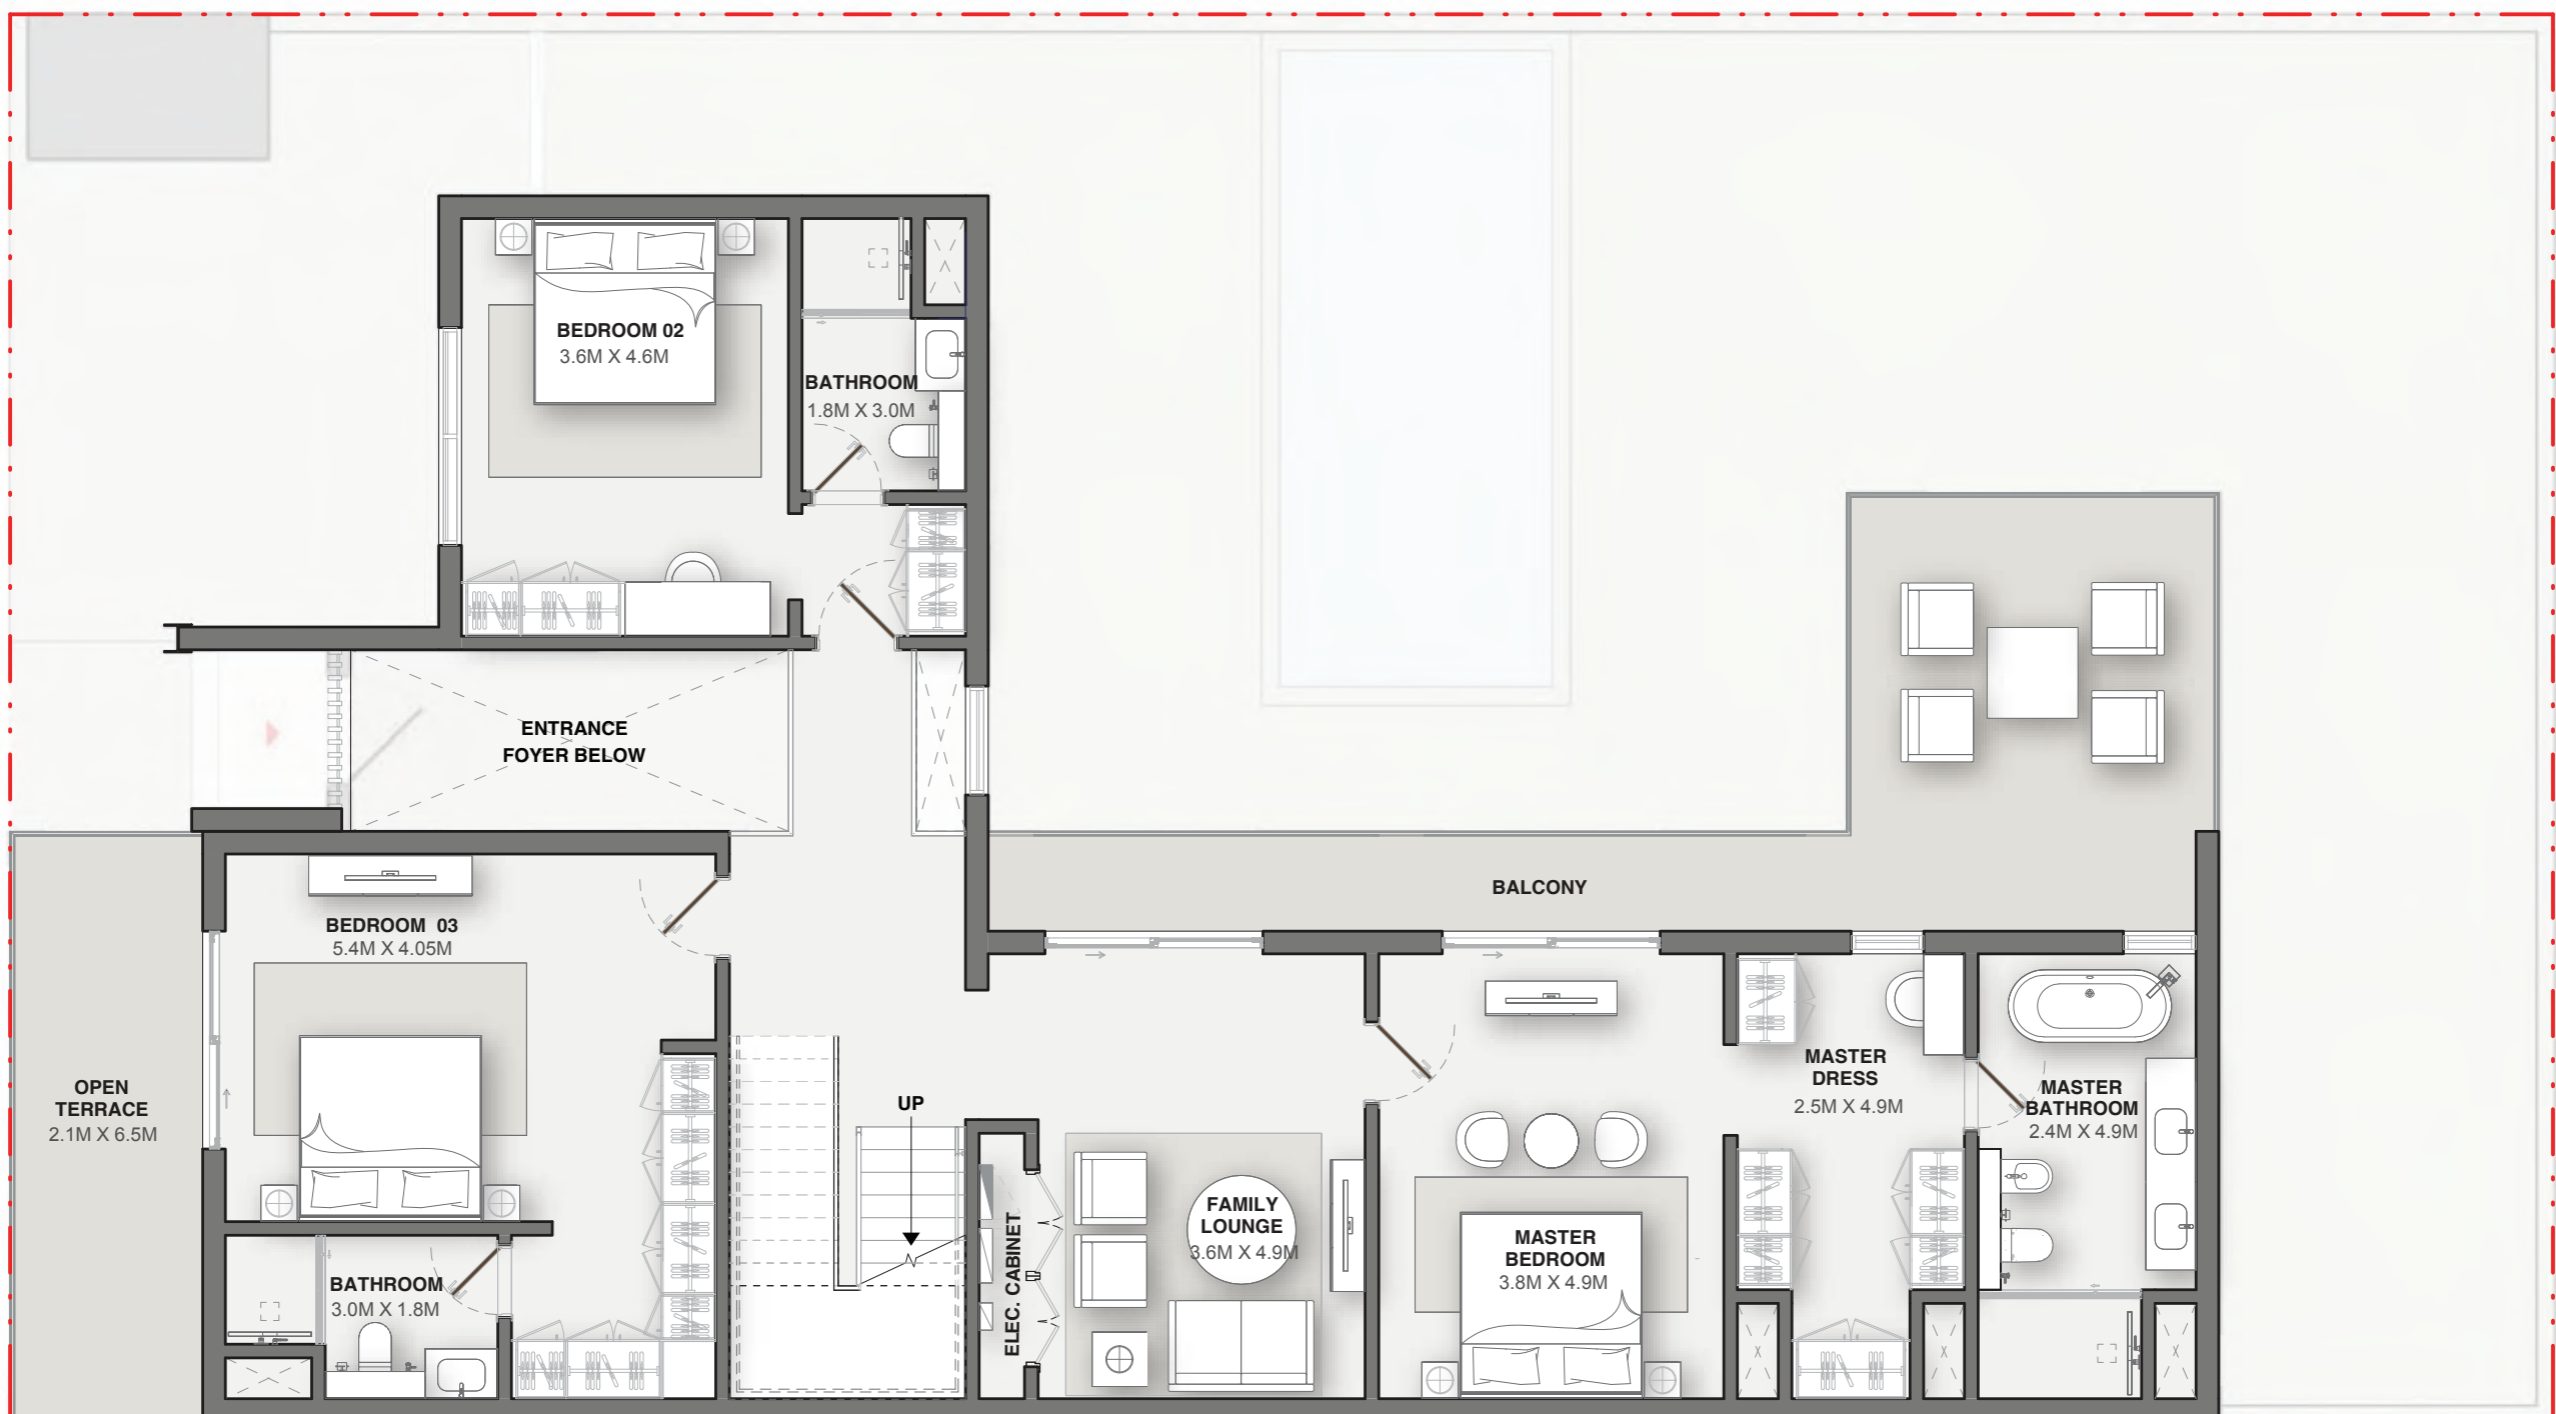 BEDROOM 02
3.6M X 4.6M
BATHROOM
1.8M X 3.0M
ENTRANCE
FOYER BELOW
BALCONY
BEDROOM 03
5.4M X 4.05M
OPEN
TERRACE
2.1M X 6.5M
BATHROOM
3.0M X 1.8M
UP
ELEC. CABINET
FAMILY
LOUNGE
3.6M X 4.9M
MASTER
BEDROOM
3.8M X 4.9M
MASTER
DRESS
2.5M X 4.9M
MASTER
BATHROOM
2.4M X 4.9M